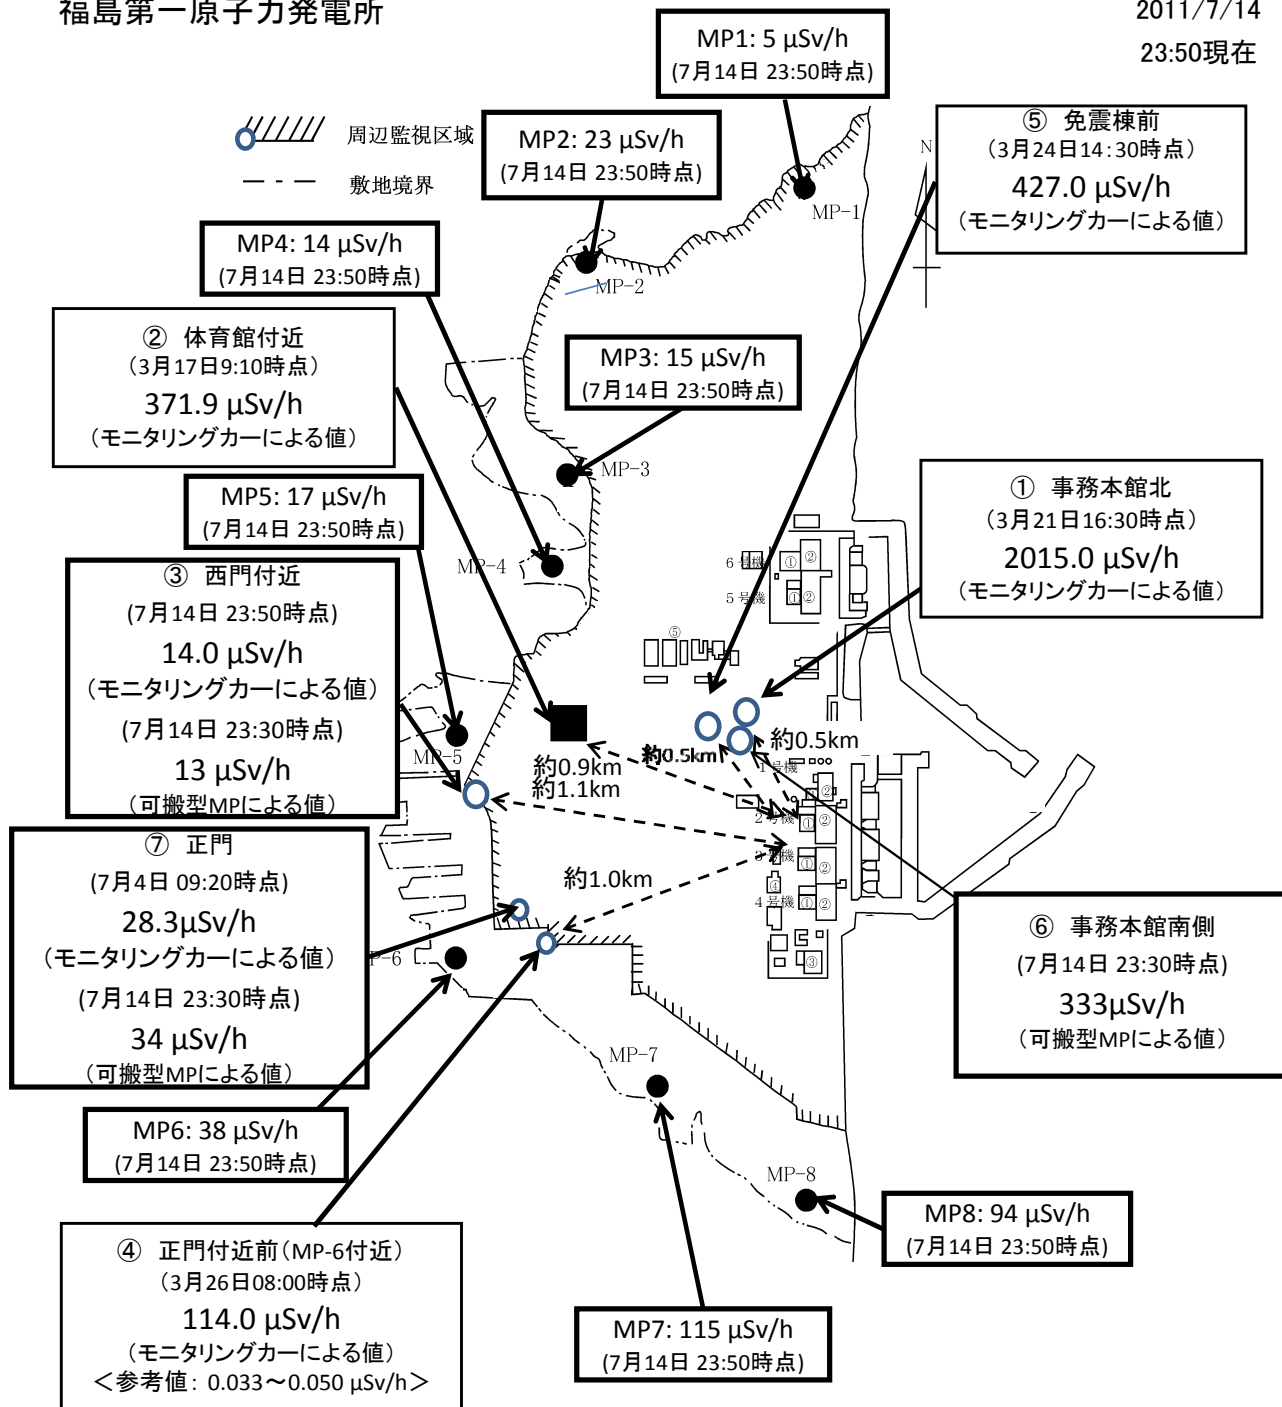 福島第一原子力発電所
2011/7/14
23:50現在
MP1: 5 μSv/h
(7月14日 23:50時点)
周辺監視区域
敷地境界
MP2: 23 μSv/h
(7月14日 23:50時点)
⑤ 免震棟前
(3月24日14:30時点)
427.0 μSv/h
(モニタリングカーによる値)
N
MP-1
MP4: 14 μSv/h
(7月14日 23:50時点)
MP-2
② 体育館付近
(3月17日9:10時点)
371.9 μSv/h
(モニタリングカーによる値)
MP3: 15 μSv/h
(7月14日 23:50時点)
MP-3
MP5: 17 μSv/h
(7月14日 23:50時点)
① 事務本館北
(3月21日16:30時点)
2015.0 μSv/h
(モニタリングカーによる値)
MP-4
6号機
① ②
5号機
① ②
⑤
③ 西門付近
(7月14日 23:50時点)
14.0 μSv/h
(モニタリングカーによる値)
(7月14日 23:30時点)
13 μSv/h
(可搬型MPによる値)
MP-5
約0.9km
約1.1km
約0.5km
約0.5km
1号機
②
2号機
① ②
3号機
① ②
④
4号機
① ②
③
約1.0km
⑦ 正門
(7月4日 09:20時点)
28.3μSv/h
(モニタリングカーによる値)
(7月14日 23:30時点)
34 μSv/h
(可搬型MPによる値)
P-6
⑥ 事務本館南側
(7月14日 23:30時点)
333μSv/h
(可搬型MPによる値)
MP-7
MP6: 38 μSv/h
(7月14日 23:50時点)
MP-8
MP8: 94 μSv/h
(7月14日 23:50時点)
④ 正門付近前(MP-6付近)
(3月26日08:00時点)
114.0 μSv/h
(モニタリングカーによる値)
<参考値: 0.033～0.050 μSv/h>
MP7: 115 μSv/h
(7月14日 23:50時点)